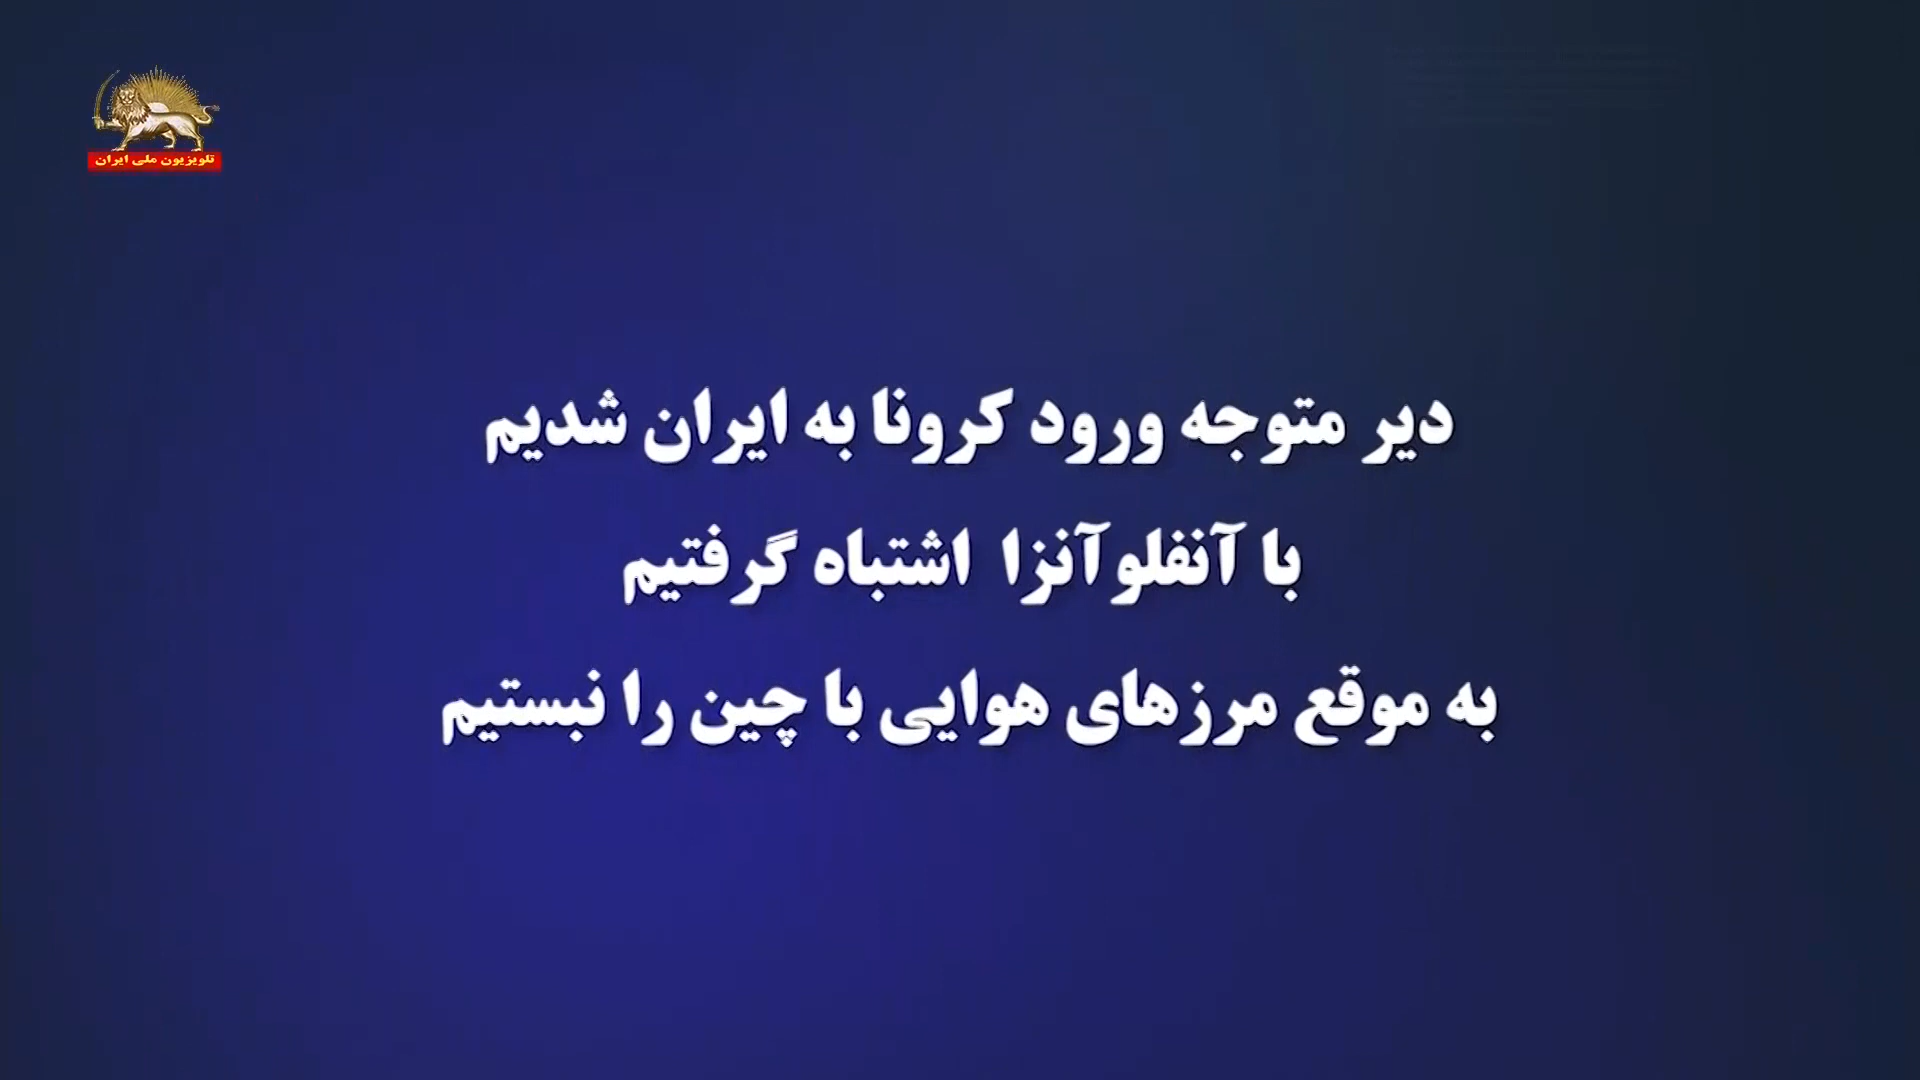 تلویزیون ملی ایران
دیر متوجه ورود کرونا به ایران شدیم
با آنفلوآنزا اشتباه گرفتیم
به موقع مرزهای هوایی با چین را نبستیم